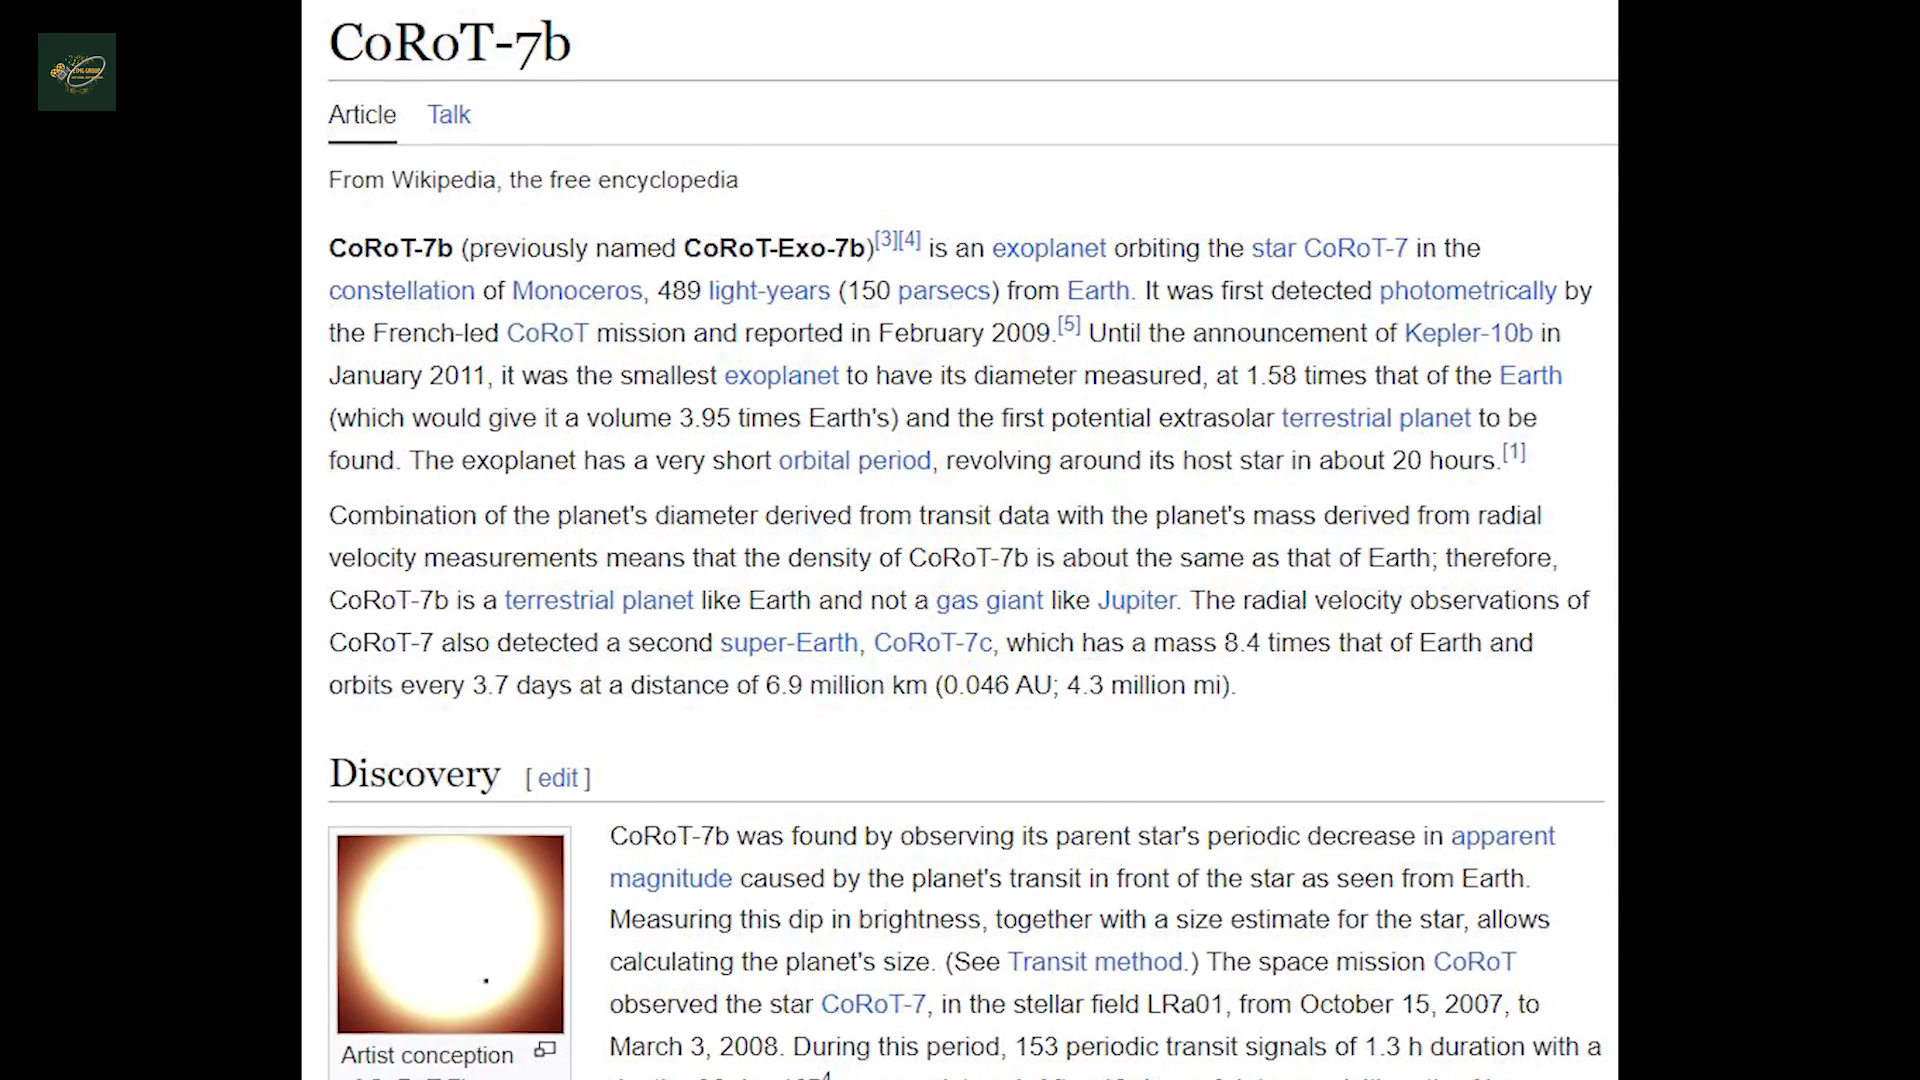 CoRoT-7b
Article Talk
From Wikipedia, the free encyclopedia
CoRoT-7b (previously named CoRoT-Exo-7b)[3][4] is an exoplanet orbiting the star CoRoT-7 in the
constellation of Monoceros, 489 light-years (150 parsecs) from Earth. It was first detected photometrically by
the French-led CoRoT mission and reported in February 2009.[5] Until the announcement of Kepler-10b in
January 2011, it was the smallest exoplanet to have its diameter measured, at 1.58 times that of the Earth
(which would give it a volume 3.95 times Earth's) and the first potential extrasolar terrestrial planet to be
found. The exoplanet has a very short orbital period, revolving around its host star in about 20 hours.[1]
Combination of the planet's diameter derived from transit data with the planet's mass derived from radial
velocity measurements means that the density of CoRoT-7b is about the same as that of Earth; therefore,
CoRoT-7b is a terrestrial planet like Earth and not a gas giant like Jupiter. The radial velocity observations of
CoRoT-7 also detected a second super-Earth, CoRoT-7c, which has a mass 8.4 times that of Earth and
orbits every 3.7 days at a distance of 6.9 million km (0.046 AU; 4.3 million mi).
Discovery [ edit ]
CoRoT-7b was found by observing its parent star's periodic decrease in apparent
magnitude caused by the planet's transit in front of the star as seen from Earth.
Measuring this dip in brightness, together with a size estimate for the star, allows
calculating the planet's size. (See Transit method.) The space mission CoRoT
observed the star CoRoT-7, in the stellar field LRa01, from October 15, 2007, to
March 3, 2008. During this period, 153 periodic transit signals of 1.3 h duration with a
Artist conception